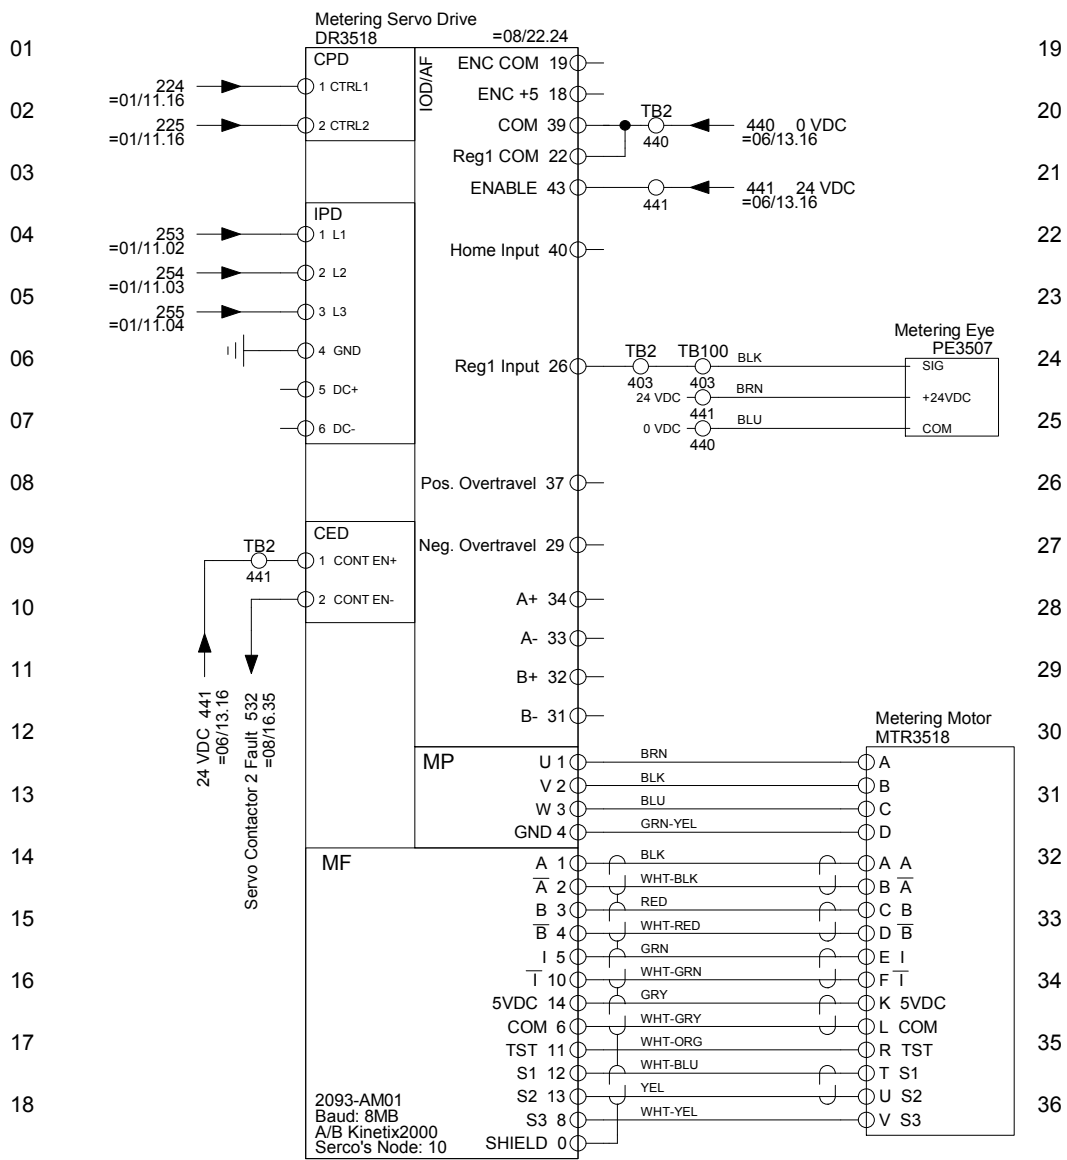 Metering Servo Drive
DR3518 =08/22.24
01
02
03
04
05
06
07
08
09
10
11
12
13
14
15
16
17
18
CPD
1 CTRL1
2 CTRL2
224
=01/11.16
225
=01/11.16
IPD
1 L1
2 L2
3 L3
4 GND
5 DC+
6 DC-
253
=01/11.02
254
=01/11.03
255
=01/11.04
CED
1 CONT EN+
2 CONT EN-
TB2
441
24 VDC 441
=06/13.16
Servo Contactor 2 Fault 532
=08/16.35
IOD/AF
ENC COM 19
ENC +5 18
COM 39
Reg1 COM 22
ENABLE 43
Home Input 40
Reg1 Input 26
Pos. Overtravel 37
Neg. Overtravel 29
A+ 34
A- 33
B+ 32
B- 31
TB2
440
440 0 VDC
=06/13.16
441
441 24 VDC
=06/13.16
TB2
403
TB100
403
BLK
24 VDC
441
BRN
0 VDC
440
BLU
Metering Eye
PE3507
SIG
+24VDC
COM
MP
U 1
V 2
W 3
GND 4
BRN
BLK
BLU
GRN-YEL
Metering Motor
MTR3518
A
B
C
D
MF
A 1
A̅ 2
B 3
B̅ 4
I 5
I̅ 10
5VDC 14
COM 6
TST 11
S1 12
S2 13
S3 8
SHIELD 0
BLK
WHT-BLK
RED
WHT-RED
GRN
WHT-GRN
GRY
WHT-GRY
WHT-ORG
WHT-BLU
YEL
WHT-YEL
A A
B A̅
C B
D B̅
E I
F I̅
K 5VDC
L COM
R TST
T S1
U S2
V S3
2093-AM01
Baud: 8MB
A/B Kinetix2000
Serco's Node: 10
19
20
21
22
23
24
25
26
27
28
29
30
31
32
33
34
35
36